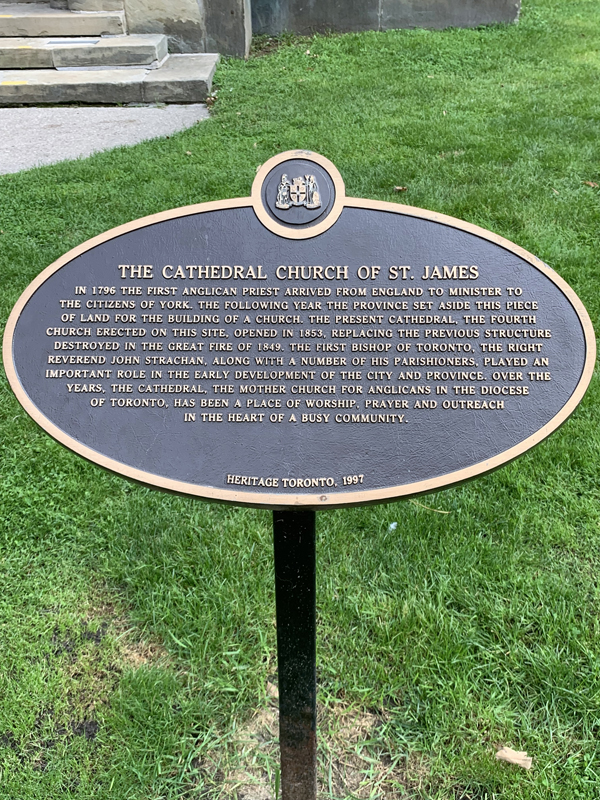 THE CATHEDRAL CHURCH OF ST. JAMES
IN 1796 THE FIRST ANGLICAN PRIEST ARRIVED FROM ENGLAND TO MINISTER TO
THE CITIZENS OF YORK. THE FOLLOWING YEAR THE PROVINCE SET ASIDE THIS PIECE
OF LAND FOR THE BUILDING OF A CHURCH. THE PRESENT CATHEDRAL, THE FOURTH
CHURCH ERECTED ON THIS SITE, OPENED IN 1853, REPLACING THE PREVIOUS STRUCTURE
DESTROYED IN THE GREAT FIRE OF 1849. THE FIRST BISHOP OF TORONTO, THE RIGHT
REVEREND JOHN STRACHAN, ALONG WITH A NUMBER OF HIS PARISHIONERS, PLAYED AN
IMPORTANT ROLE IN THE EARLY DEVELOPMENT OF THE CITY AND PROVINCE. OVER THE
YEARS, THE CATHEDRAL, THE MOTHER CHURCH FOR ANGLICANS IN THE DIOCESE
OF TORONTO, HAS BEEN A PLACE OF WORSHIP, PRAYER AND OUTREACH
IN THE HEART OF A BUSY COMMUNITY.
HERITAGE TORONTO, 1997